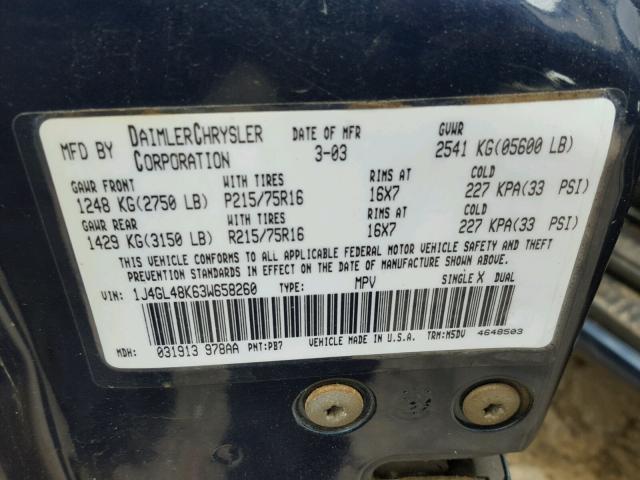 MFD BY DAIMLERCHRYSLER CORPORATION DATE OF MFR 3-03 GVWR 2541 KG(05600 LB)
GAWR FRONT WITH TIRES RIMS AT COLD
1248 KG(2750 LB) P215/75R16 16X7 227 KPA(33 PSI)
GAWR REAR WITH TIRES RIMS AT COLD
1429 KG(3150 LB) R215/75R16 16X7 227 KPA(33 PSI)
THIS VEHICLE CONFORMS TO ALL APPLICABLE FEDERAL MOTOR VEHICLE SAFETY AND THEFT
PREVENTION STANDARDS IN EFFECT ON THE DATE OF MANUFACTURE SHOWN ABOVE.
VIN: 1J4GL48K63W658260 TYPE: MPV SINGLE X DUAL
MDH: 031913 978AA PNT:PB7 VEHICLE MADE IN U.S.A. TRM:M5DV 4648503